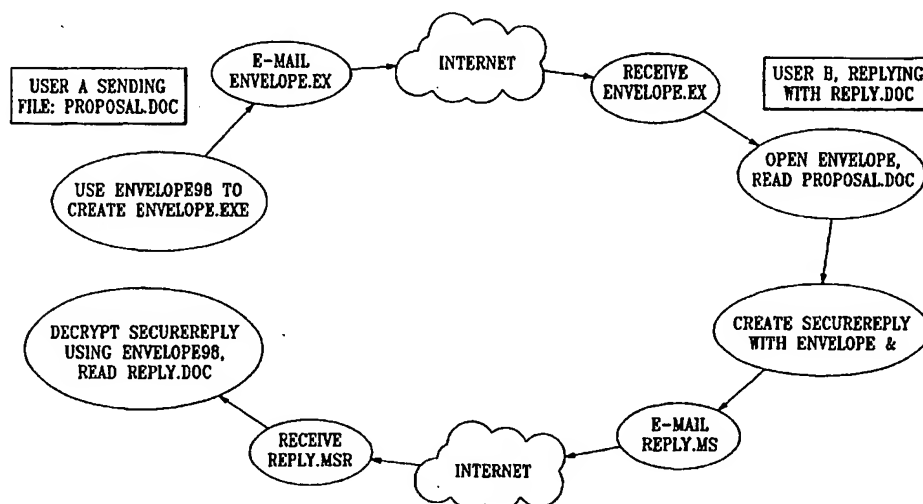 USER A SENDING
FILE: PROPOSAL.DOC
E-MAIL
ENVELOPE.EX
INTERNET
RECEIVE
ENVELOPE.EX
USER B, REPLYING
WITH REPLY.DOC
USE ENVELOPE98 TO
CREATE ENVELOPE.EXE
OPEN ENVELOPE,
READ PROPOSAL.DOC
DECRYPT SECUREREPLY
USING ENVELOPE98,
READ REPLY.DOC
CREATE SECUREREPLY
WITH ENVELOPE &
RECEIVE
REPLY.MSR
INTERNET
E-MAIL
REPLY.MS